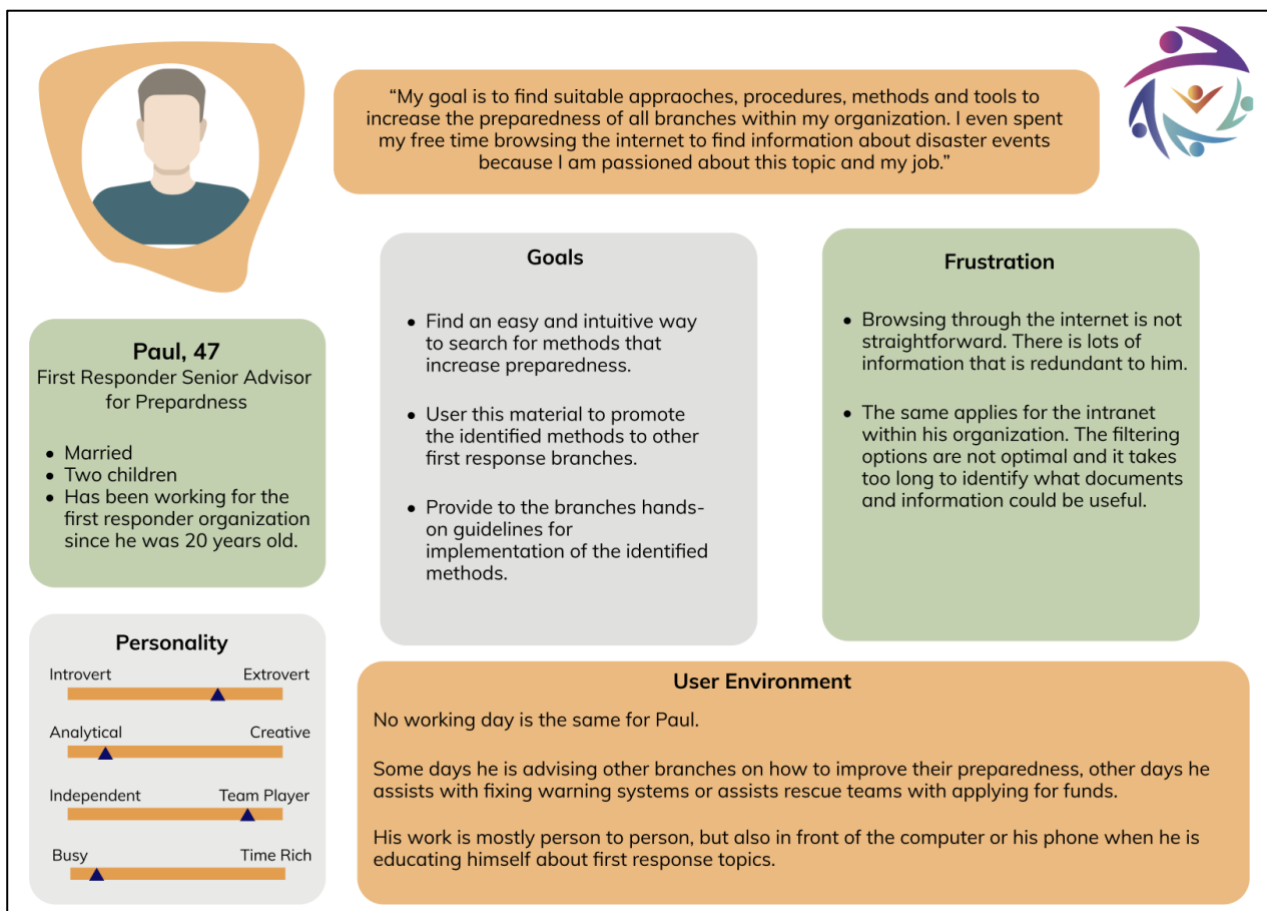 “My goal is to find suitable appraoches, procedures, methods and tools to
increase the preparedness of all branches within my organization. I even spent
my free time browsing the internet to find information about disaster events
because I am passioned about this topic and my job.”
Paul, 47
First Responder Senior Advisor
for Prepardness
• Married
• Two children
• Has been working for the
first responder organization
since he was 20 years old.
Goals
• Find an easy and intuitive way
to search for methods that
increase preparedness.
• User this material to promote
the identified methods to other
first response branches.
• Provide to the branches hands-
on guidelines for
implementation of the identified
methods.
Frustration
• Browsing through the internet is not
straightforward. There is lots of
information that is redundant to him.
• The same applies for the intranet
within his organization. The filtering
options are not optimal and it takes
too long to identify what documents
and information could be useful.
Personality
Introvert Extrovert
Analytical Creative
Independent Team Player
Busy Time Rich
User Environment
No working day is the same for Paul.
Some days he is advising other branches on how to improve their preparedness, other days he
assists with fixing warning systems or assists rescue teams with applying for funds.
His work is mostly person to person, but also in front of the computer or his phone when he is
educating himself about first response topics.